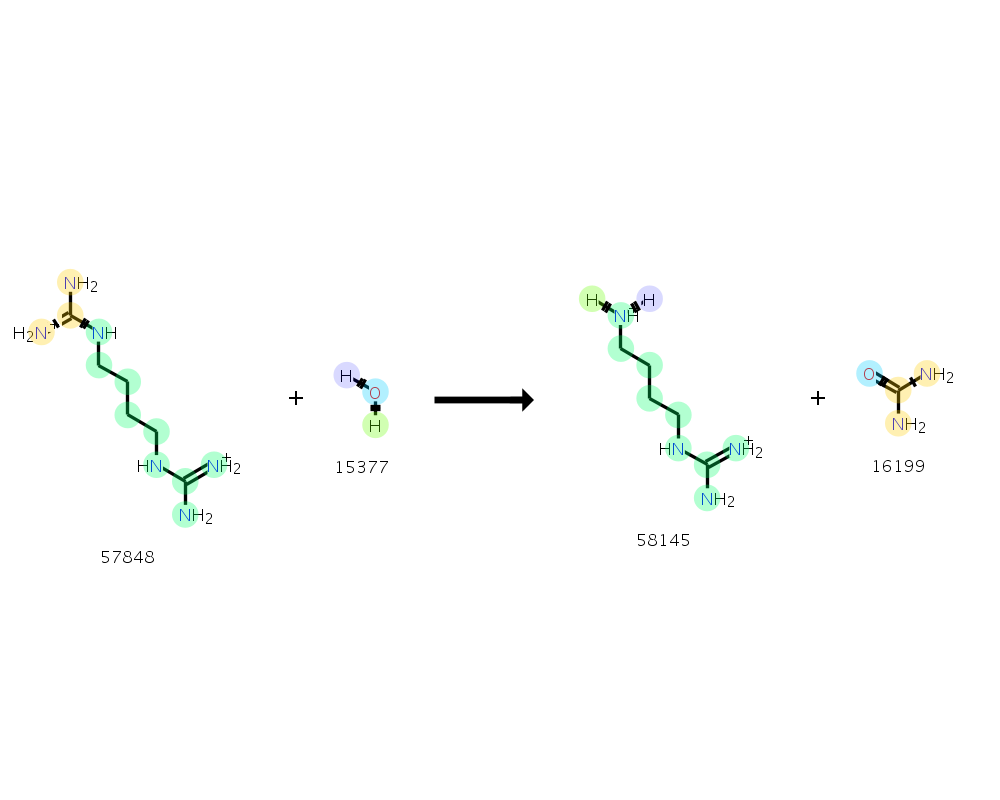 NH2
H2N+ NH
HN NH2+
NH2
57848
+
H
O
H
15377
H H
NH+
HN NH2+
NH2
58145
+
O NH2
NH2
16199